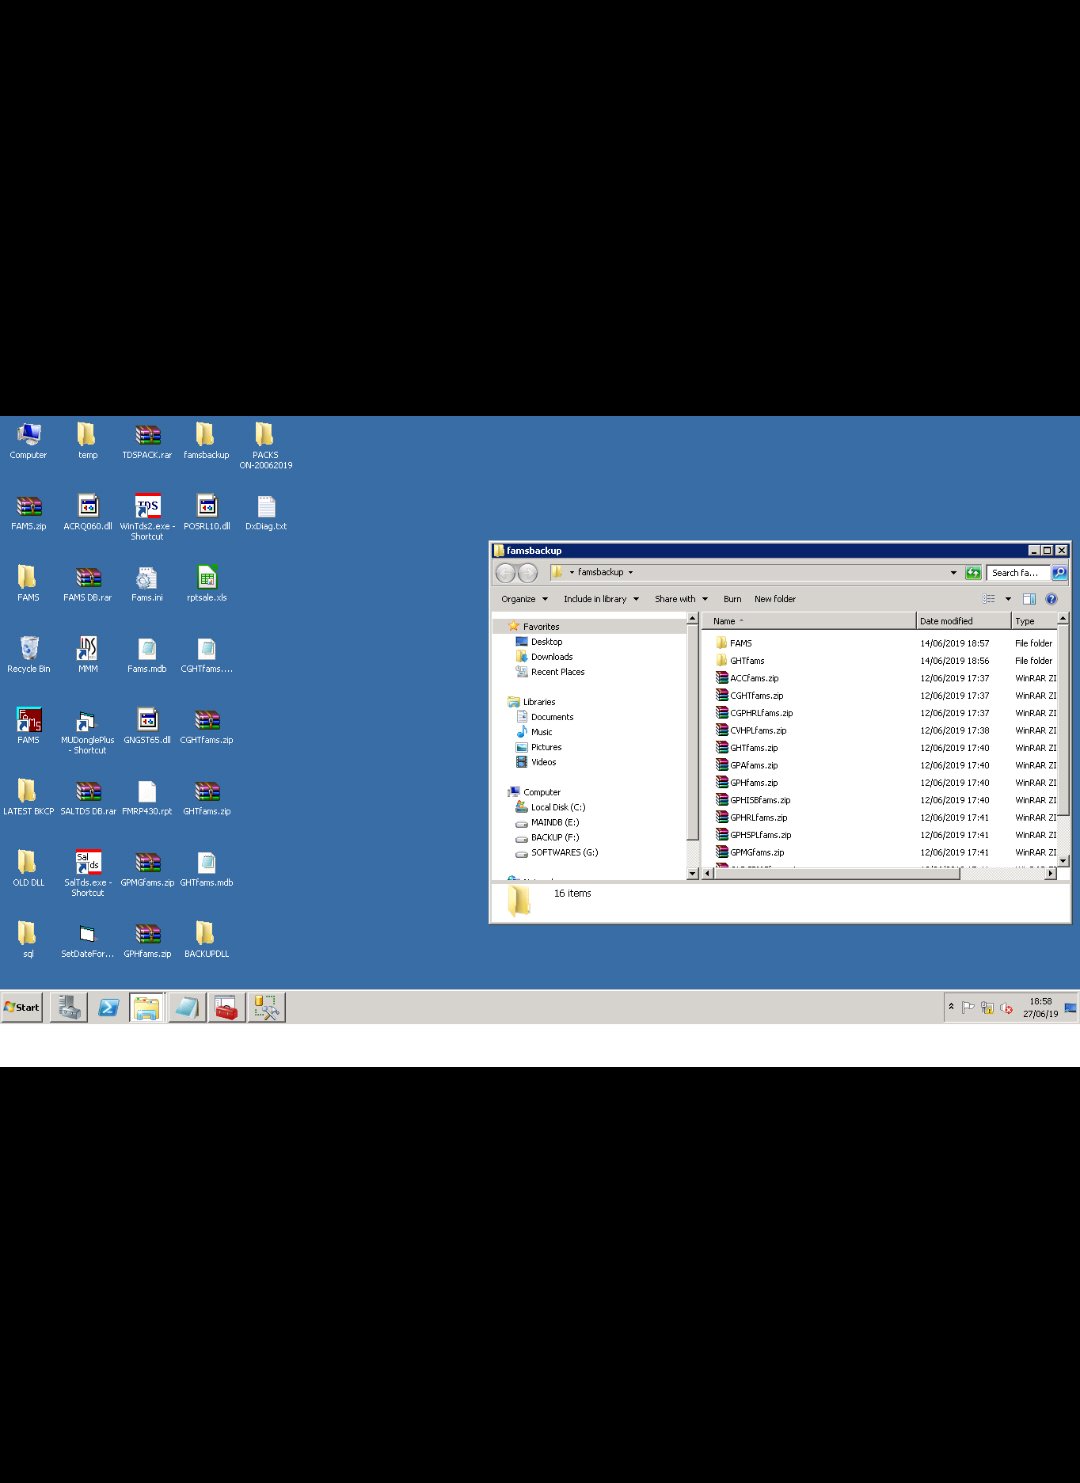 Computer
temp
TDSPACK.rar
famsbackup
PACKS
ON-20062019
FAMS.zip
ACRQ060.dll
TDS
WinTds2.exe -
Shortcut
POSRL10.dll
DxDiag.txt
FAMS
FAMS DB.rar
Fams.ini
rptsale.xls
Recycle Bin
MMM
Fams.mdb
CGHTfams....
FAMS
MUDonglePlus
- Shortcut
GNGST65.dll
CGHTfams.zip
LATEST BKCP
SALTDS DB.rar
FMRP430.rpt
GHTfams.zip
OLD DLL
Sal
Tds
SalTds.exe -
Shortcut
GPMGfams.zip
GHTfams.mdb
sql
SetDateFor...
GPHfams.zip
BACKUPDLL
famsbackup
famsbackup
Search fa...
Organize
Include in library
Share with
Burn
New folder
Favorites
Desktop
Downloads
Recent Places
Libraries
Documents
Music
Pictures
Videos
Computer
Local Disk (C:)
MAINDB (E:)
BACKUP (F:)
SOFTWARES (G:)
Name Date modified Type
FAMS 14/06/2019 18:57 File folder
GHTfams 14/06/2019 18:56 File folder
ACCfams.zip 12/06/2019 17:37 WinRAR ZI
CGHTfams.zip 12/06/2019 17:37 WinRAR ZI
CGPHRLfams.zip 12/06/2019 17:37 WinRAR ZI
CVHPLfams.zip 12/06/2019 17:38 WinRAR ZI
GHTfams.zip 12/06/2019 17:40 WinRAR ZI
GPAfams.zip 12/06/2019 17:40 WinRAR ZI
GPHfams.zip 12/06/2019 17:40 WinRAR ZI
GPHISBfams.zip 12/06/2019 17:40 WinRAR ZI
GPHRLfams.zip 12/06/2019 17:41 WinRAR ZI
GPHSPLfams.zip 12/06/2019 17:41 WinRAR ZI
GPMGfams.zip 12/06/2019 17:41 WinRAR ZI
16 items
Start
18:58
27/06/19